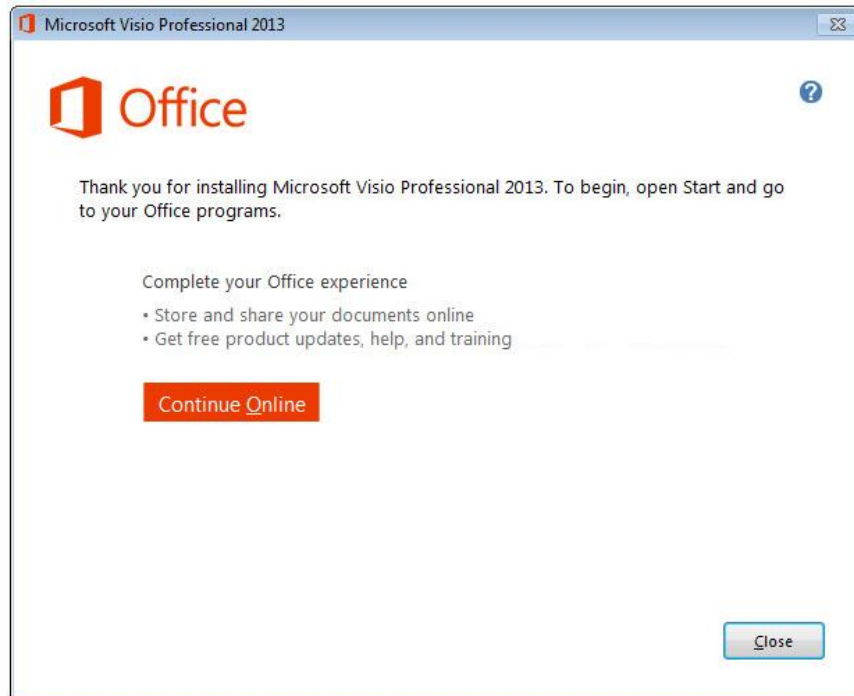 Microsoft Visio Professional 2013
Office
Thank you for installing Microsoft Visio Professional 2013. To begin, open Start and go
to your Office programs.
Complete your Office experience
• Store and share your documents online
• Get free product updates, help, and training
Continue Online
Close